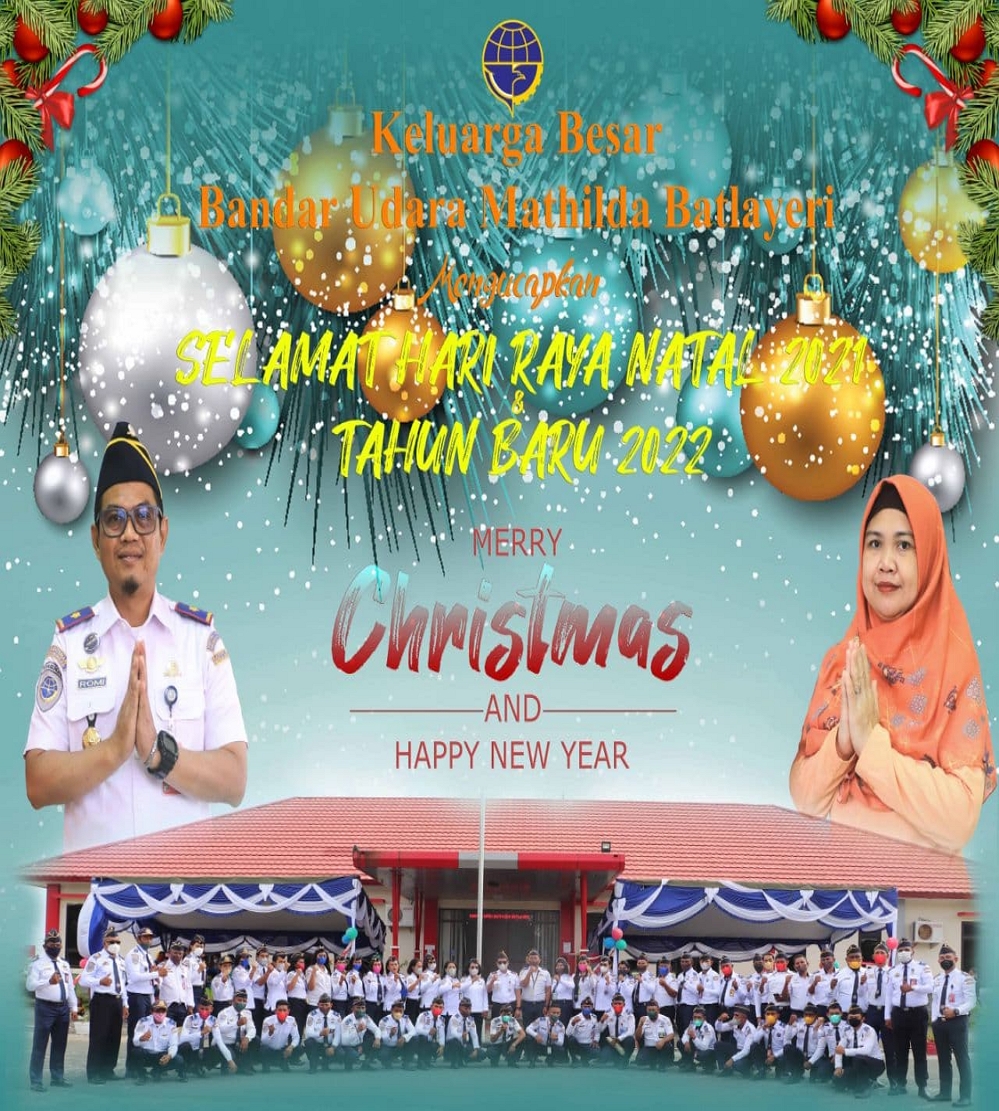 Keluarga Besar
Bandar Udara Mathilda Batlayeri
Mengucapkan
SELAMAT HARI RAYA NATAL 2021
&
TAHUN BARU 2022
MERRY
Christmas
AND
HAPPY NEW YEAR
ROMI